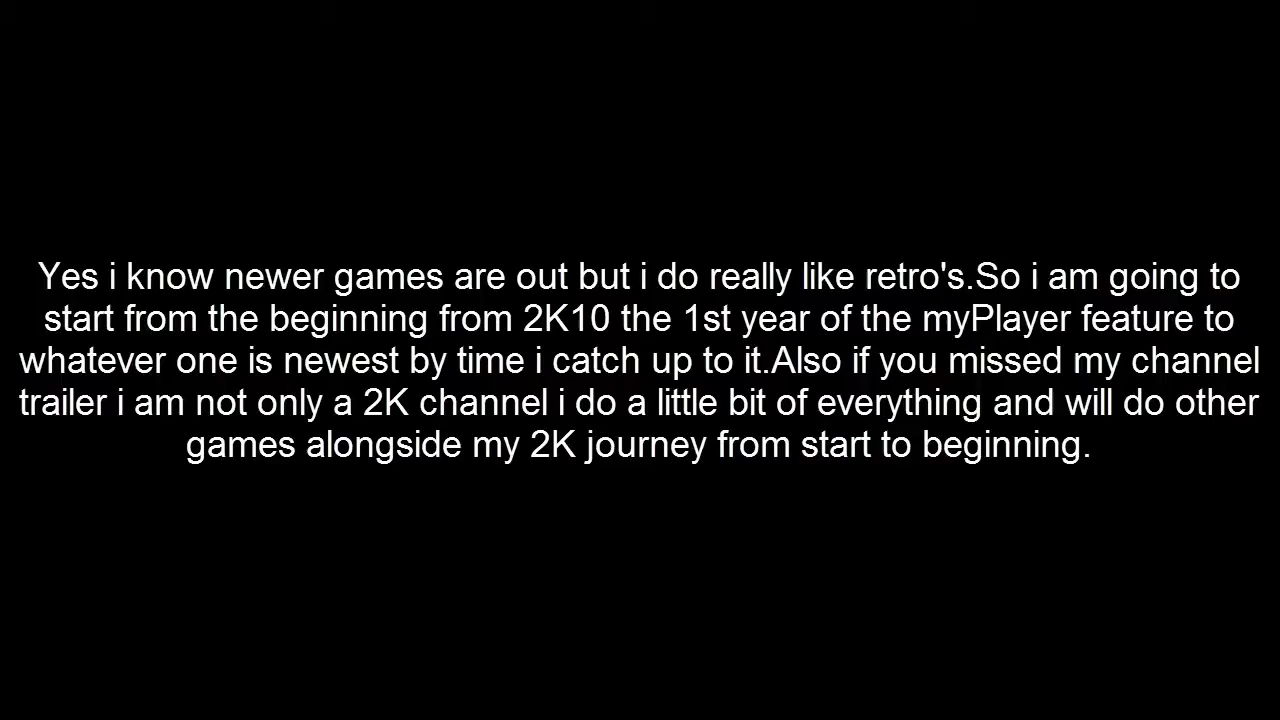 Yes i know newer games are out but i do really like retro's.So i am going to
start from the beginning from 2K10 the 1st year of the myPlayer feature to
whatever one is newest by time i catch up to it.Also if you missed my channel
trailer i am not only a 2K channel i do a little bit of everything and will do other
games alongside my 2K journey from start to beginning.